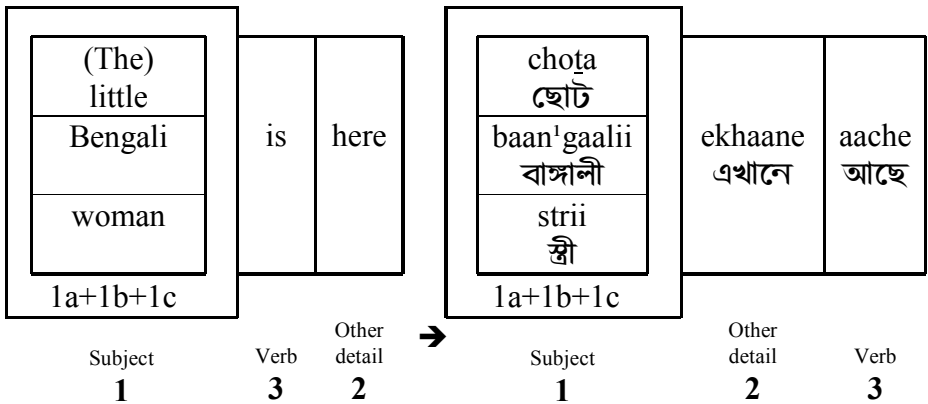 (The)
little
Bengali
woman
is
here
1a+1b+1c
Subject
1
Verb
3
Other
detail
2
➔
choṯa
ছোট
baan¹gaalii
বাঙ্গালী
strii
স্ত্রী
ekhaane
এখানে
aache
আছে
1a+1b+1c
Subject
1
Other
detail
2
Verb
3